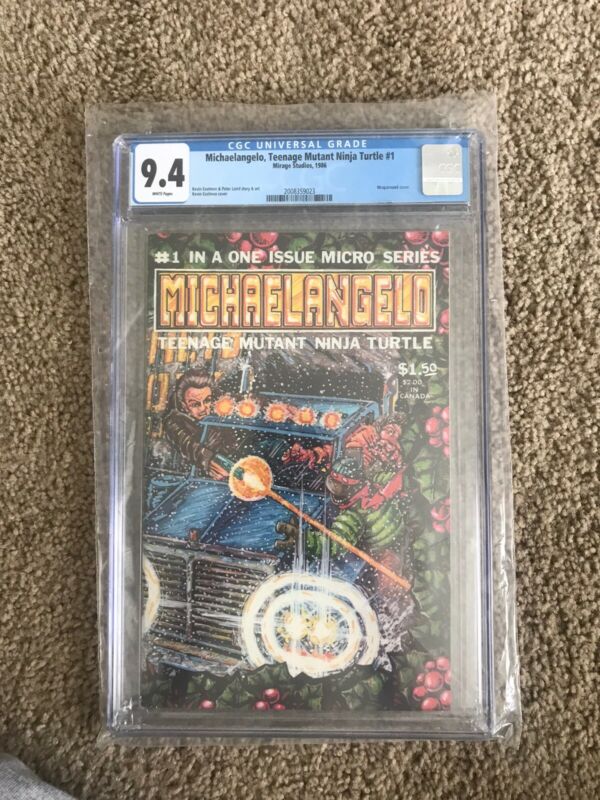 CGC UNIVERSAL GRADE
9.4
WHITE Pages
Michaelangelo, Teenage Mutant Ninja Turtle #1
Mirage Studios, 1986
Kevin Eastman & Peter Laird story & art
Kevin Eastman cover
Wraparound cover
2008359023
#1 IN A ONE ISSUE MICRO SERIES
MICHAELANGELO
TEENAGE MUTANT NINJA TURTLE
$1.50
$2.00
IN
CANADA